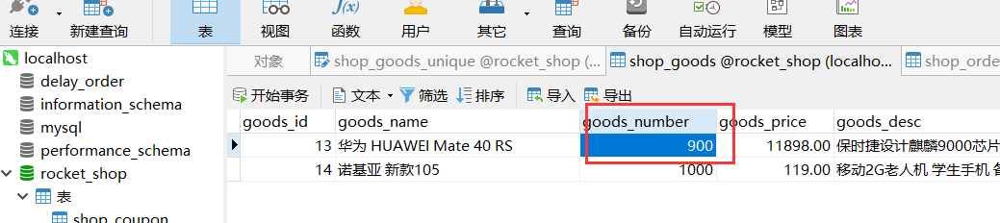 连接 新建查询 表 视图 函数 用户 其它 查询 备份 自动运行 模型 图表
localhost
delay_order
information_schema
mysql
performance_schema
rocket_shop
表
shop_coupon
对象 shop_goods_unique @rocket_shop (... shop_goods @rocket_shop (localho... shop_orde
开始事务 文本 筛选 排序 导入 导出
goods_id goods_name goods_number goods_price goods_desc
13 华为 HUAWEI Mate 40 RS 900 11898.00 保时捷设计麒麟9000芯片
14 诺基亚 新款105 1000 119.00 移动2G老人机 学生手机